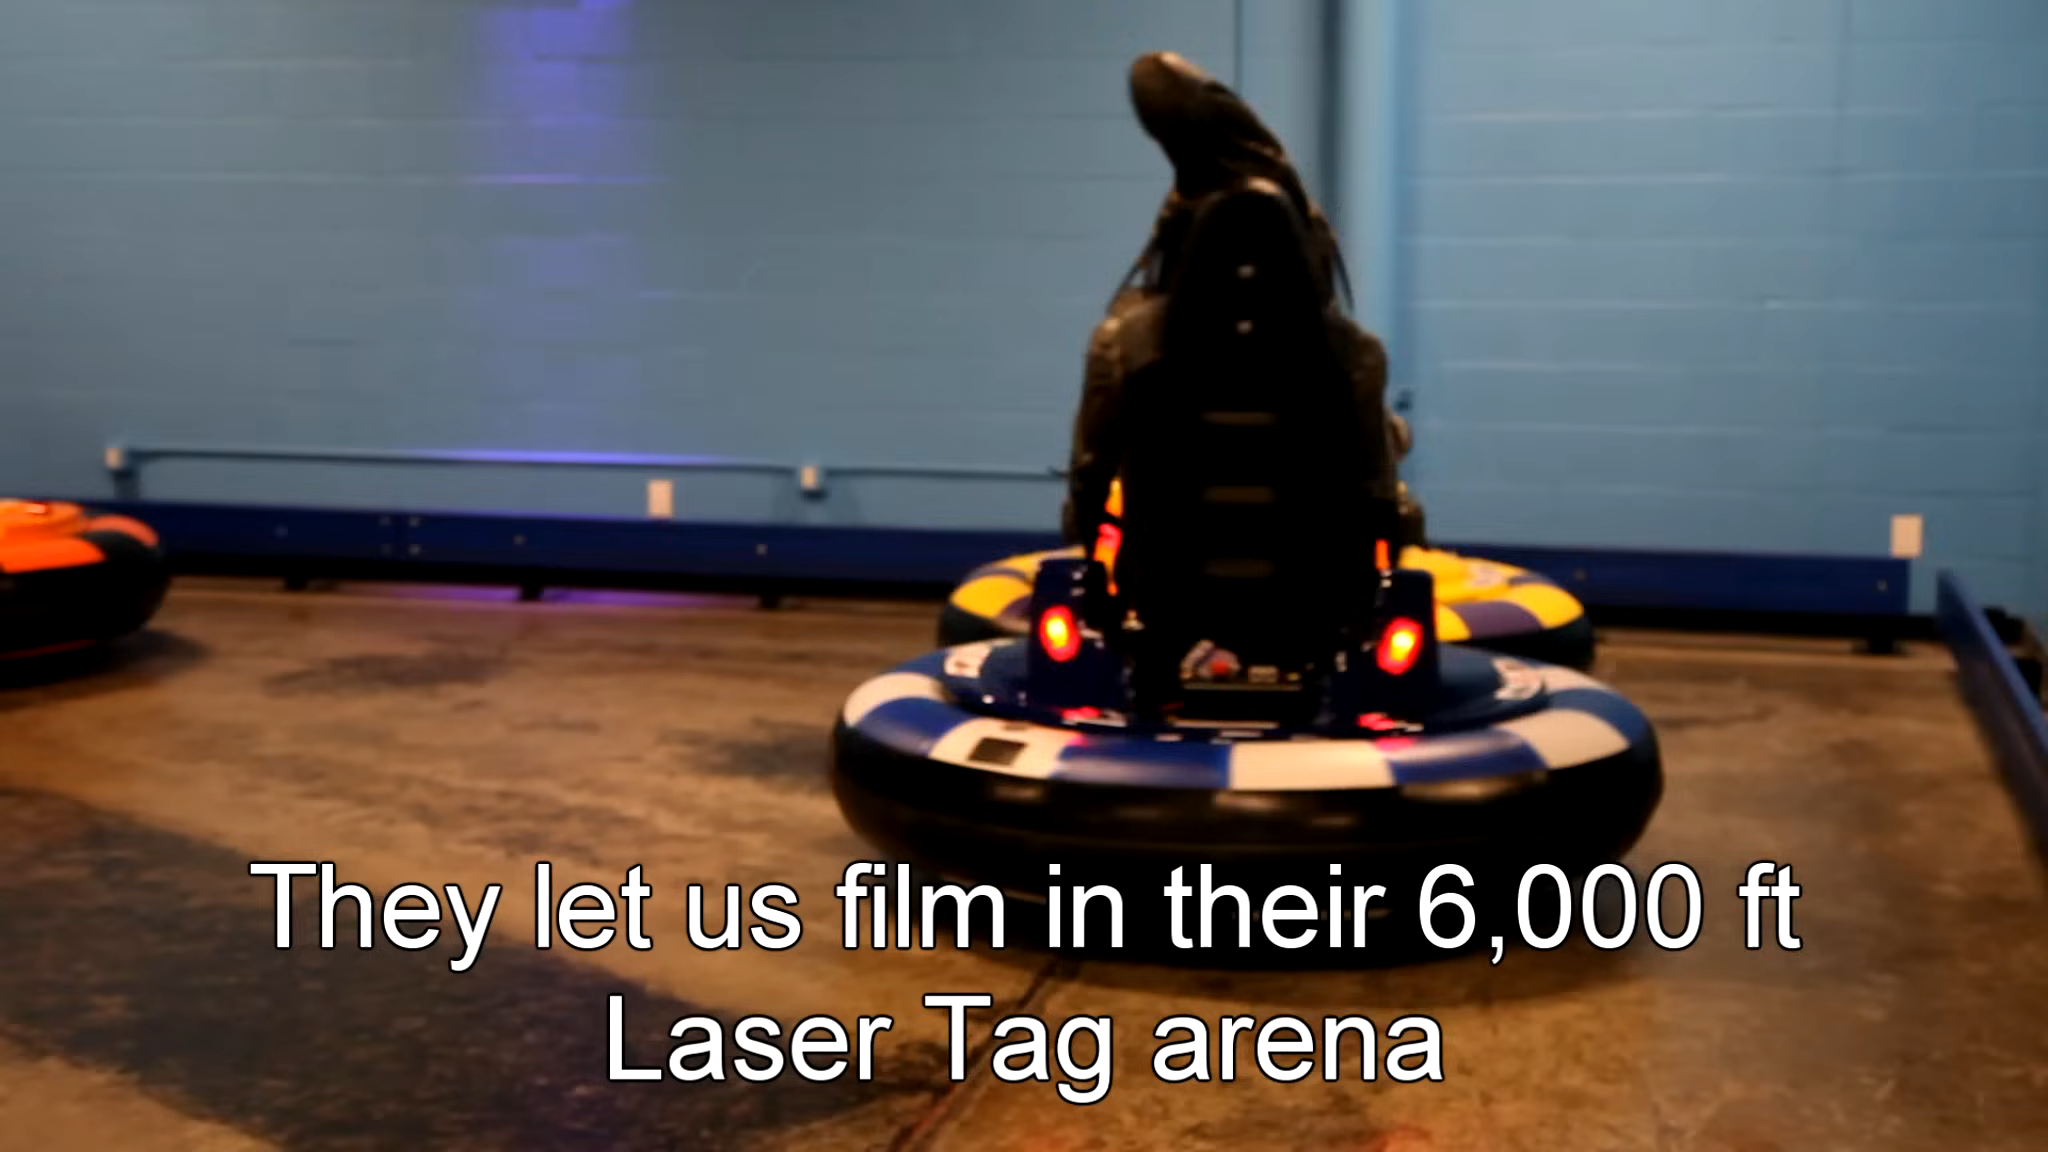 They let us film in their 6,000 ft
Laser Tag arena